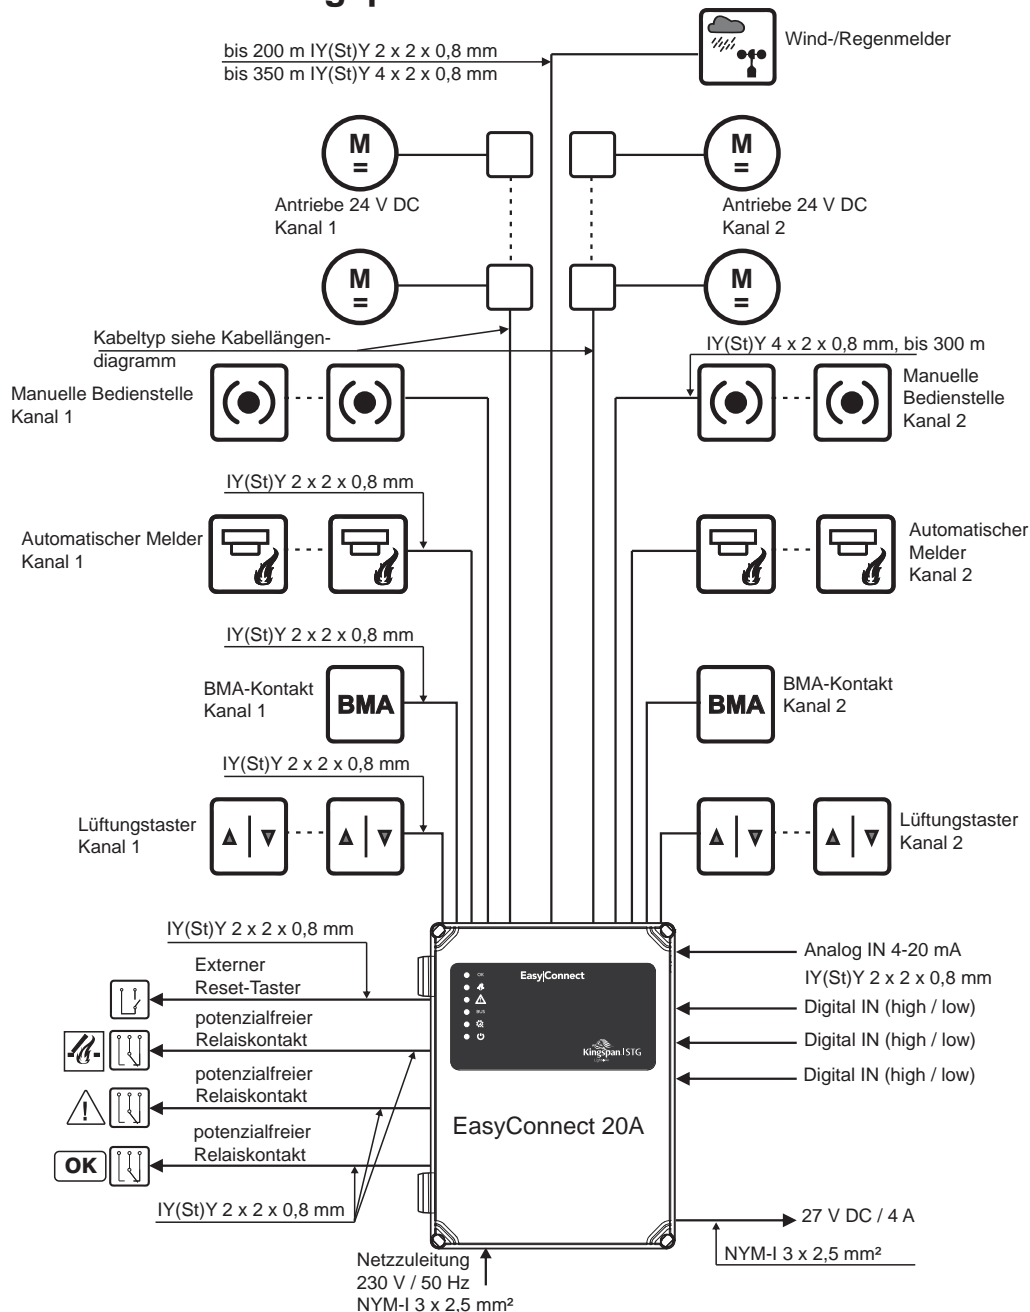 bis 200 m IY(St)Y 2 x 2 x 0,8 mm
bis 350 m IY(St)Y 4 x 2 x 0,8 mm
Wind-/Regenmelder
M
=
M
=
Antriebe 24 V DC
Kanal 1
Antriebe 24 V DC
Kanal 2
M
=
M
=
Kabeltyp siehe Kabellängen-
diagramm
IY(St)Y 4 x 2 x 0,8 mm, bis 300 m
Manuelle Bedienstelle
Kanal 1
Manuelle
Bedienstelle
Kanal 2
IY(St)Y 2 x 2 x 0,8 mm
Automatischer Melder
Kanal 1
Automatischer
Melder
Kanal 2
IY(St)Y 2 x 2 x 0,8 mm
BMA-Kontakt
Kanal 1
BMA
BMA
BMA-Kontakt
Kanal 2
IY(St)Y 2 x 2 x 0,8 mm
Lüftungstaster
Kanal 1
Lüftungstaster
Kanal 2
IY(St)Y 2 x 2 x 0,8 mm
Externer
Reset-Taster
potenzialfreier
Relaiskontakt
potenzialfreier
Relaiskontakt
potenzialfreier
Relaiskontakt
OK
IY(St)Y 2 x 2 x 0,8 mm
OK
BUS
Easy|Connect
Kingspan | STG
EasyConnect 20A
Analog IN 4-20 mA
IY(St)Y 2 x 2 x 0,8 mm
Digital IN (high / low)
Digital IN (high / low)
Digital IN (high / low)
27 V DC / 4 A
NYM-I 3 x 2,5 mm²
Netzzuleitung
230 V / 50 Hz
NYM-I 3 x 2,5 mm²